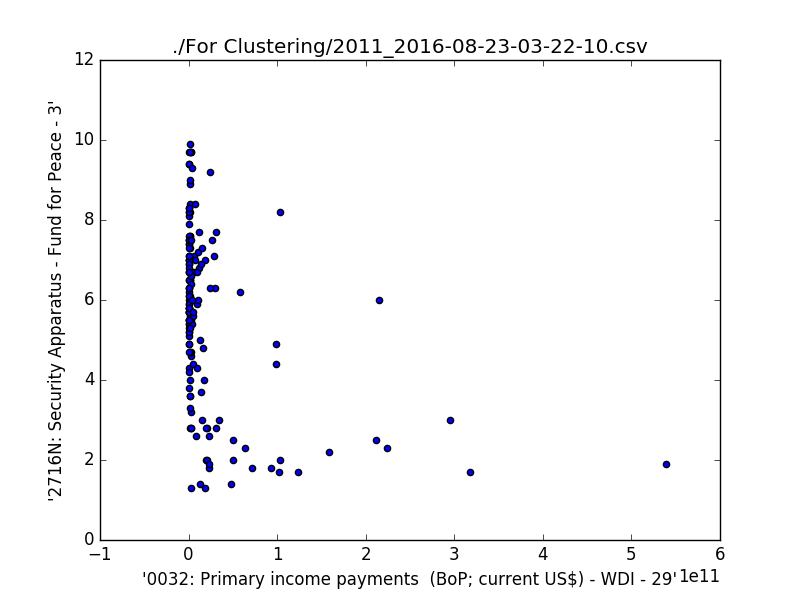 ./For Clustering/2011_2016-08-23-03-22-10.csv
12
10
8
6
4
2
0
'2716N: Security Apparatus - Fund for Peace - 3'
−1 0 1 2 3 4 5 6
1e11
'0032: Primary income payments  (BoP; current US$) - WDI - 29'